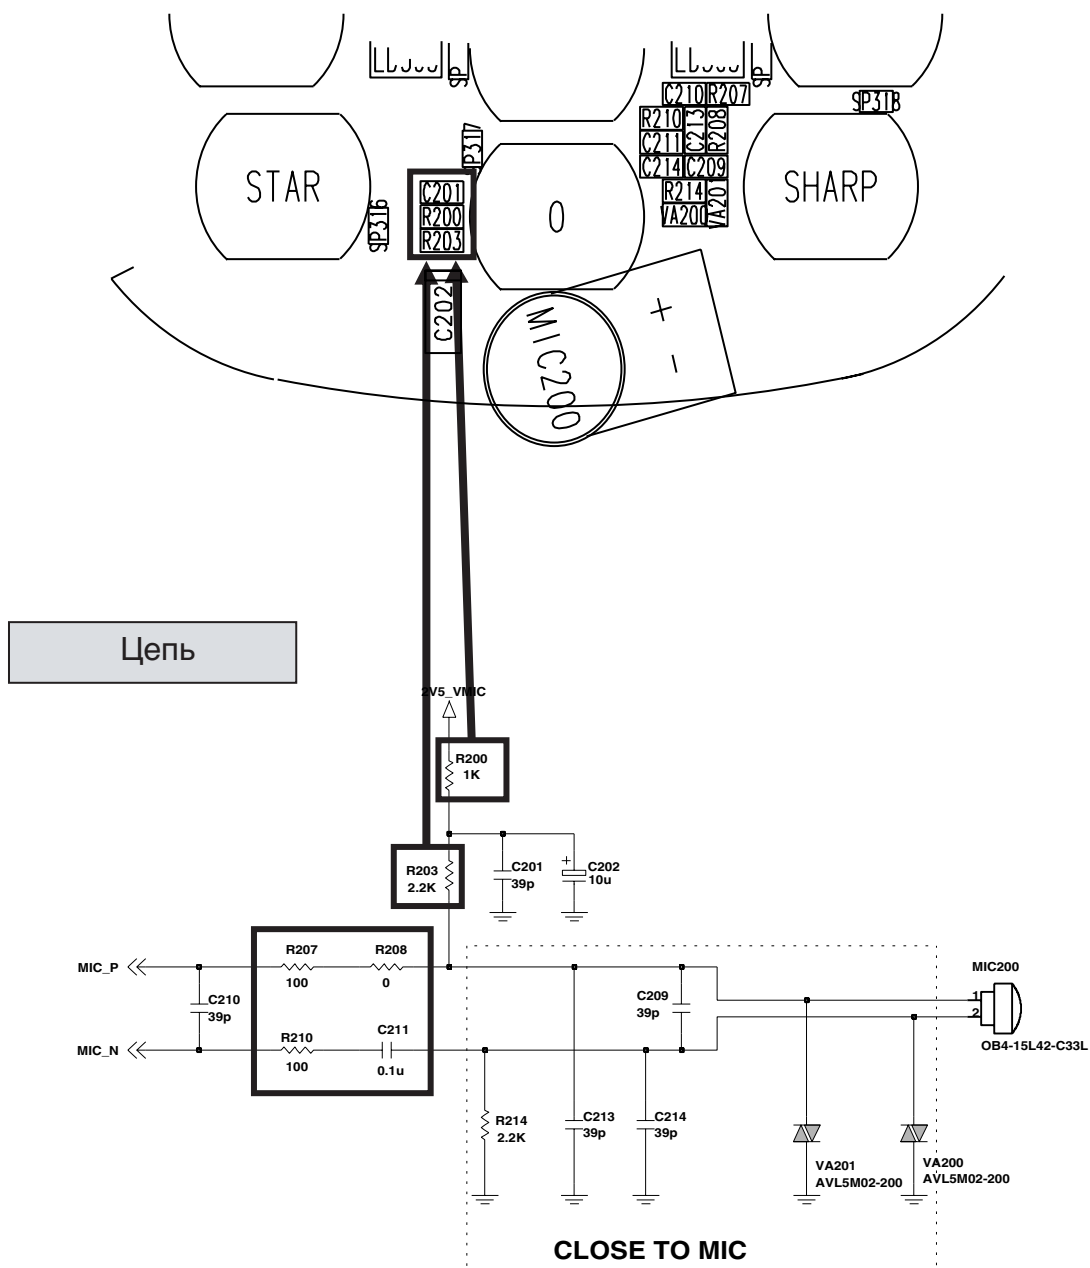 SP
SP
C210 R207
SP318
R210 C213 R208
C211
P317
C214 C209
STAR
C201
R200
R203
SP316
0
R214 VA201
VA200
SHARP
C202
MIC200
+
-
Цепь
2V5_VMIC
R200
1K
R203
2.2K
C201
39p
+
C202
10u
MIC_P
R207
100
R208
0
C210
39p
C209
39p
MIC200
1
2
OB4-15L42-C33L
MIC_N
R210
100
C211
0.1u
R214
2.2K
C213
39p
C214
39p
VA201
AVL5M02-200
VA200
AVL5M02-200
CLOSE TO MIC